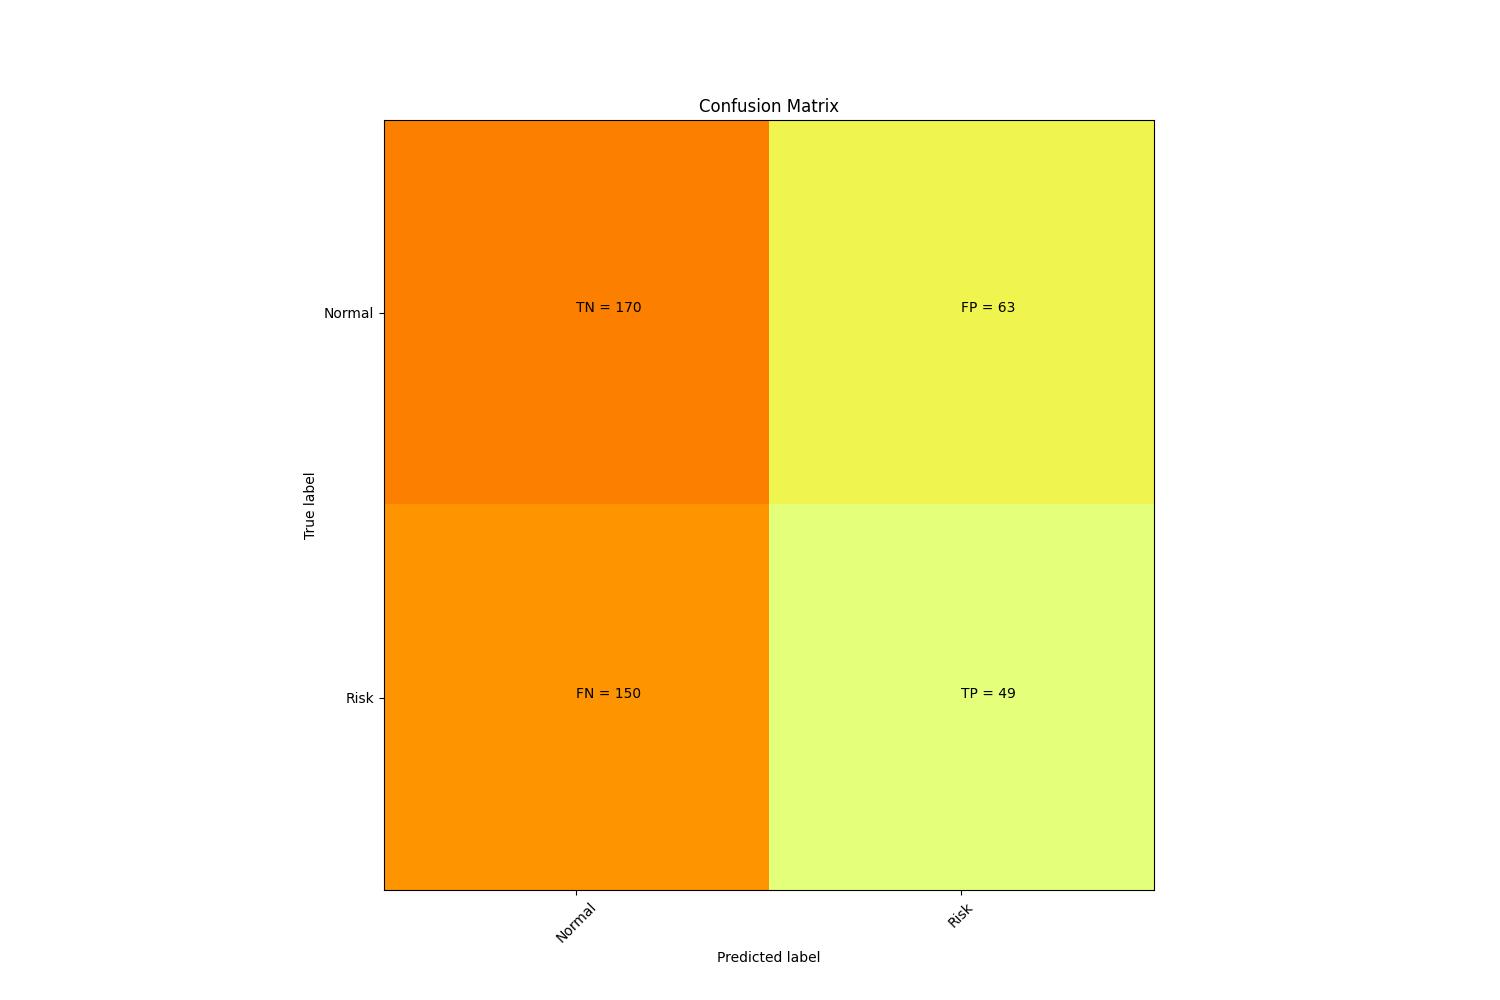 Confusion Matrix
Normal
TN = 170
FP = 63
True label
Risk
FN = 150
TP = 49
Normal
Risk
Predicted label